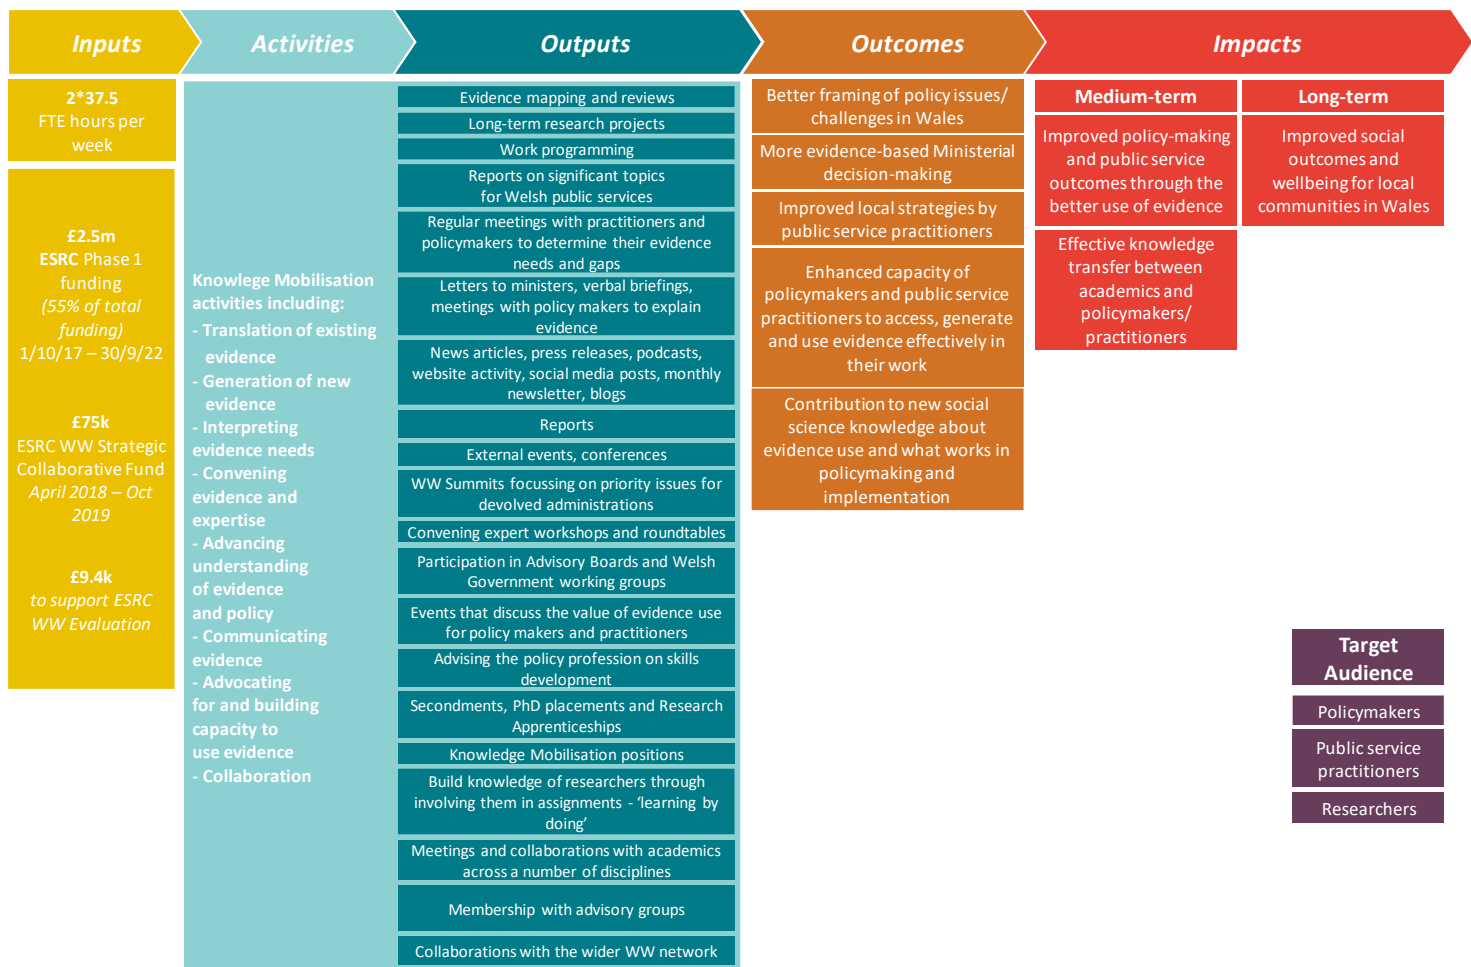 Inputs
Activities
Outputs
Outcomes
Impacts
2*37.5
FTE hours per
week
£2.5m
ESRC Phase 1
funding
(55% of total
funding)
1/10/17 – 30/9/22
£75k
ESRC WW Strategic
Collaborative Fund
April 2018 – Oct
2019
£9.4k
to support ESRC
WW Evaluation
Knowlege Mobilisation
activities including:
- Translation of existing
evidence
- Generation of new
evidence
- Interpreting
evidence needs
- Convening
evidence and
expertise
- Advancing
understanding
of evidence
and policy
- Communicating
evidence
- Advocating
for and building
capacity to
use evidence
- Collaboration
Evidence mapping and reviews
Long-term research projects
Work programming
Reports on significant topics
for Welsh public services
Regular meetings with practitioners and
policymakers to determine their evidence
needs and gaps
Letters to ministers, verbal briefings,
meetings with policy makers to explain
evidence
News articles, press releases, podcasts,
website activity, social media posts, monthly
newsletter, blogs
Reports
External events, conferences
WW Summits focussing on priority issues for
devolved administrations
Convening expert workshops and roundtables
Participation in Advisory Boards and Welsh
Government working groups
Events that discuss the value of evidence use
for policy makers and practitioners
Advising the policy profession on skills
development
Secondments, PhD placements and Research
Apprenticeships
Knowledge Mobilisation positions
Build knowledge of researchers through
involving them in assignments - ‘learning by
doing’
Meetings and collaborations with academics
across a number of disciplines
Membership with advisory groups
Collaborations with the wider WW network
Better framing of policy issues/
challenges in Wales
More evidence-based Ministerial
decision-making
Improved local strategies by
public service practitioners
Enhanced capacity of
policymakers and public service
practitioners to access, generate
and use evidence effectively in
their work
Contribution to new social
science knowledge about
evidence use and what works in
policymaking and
implementation
Medium-term
Improved policy-making
and public service
outcomes through the
better use of evidence
Effective knowledge
transfer between
academics and
policymakers/
practitioners
Long-term
Improved social
outcomes and
wellbeing for local
communities in Wales
Target
Audience
Policymakers
Public service
practitioners
Researchers